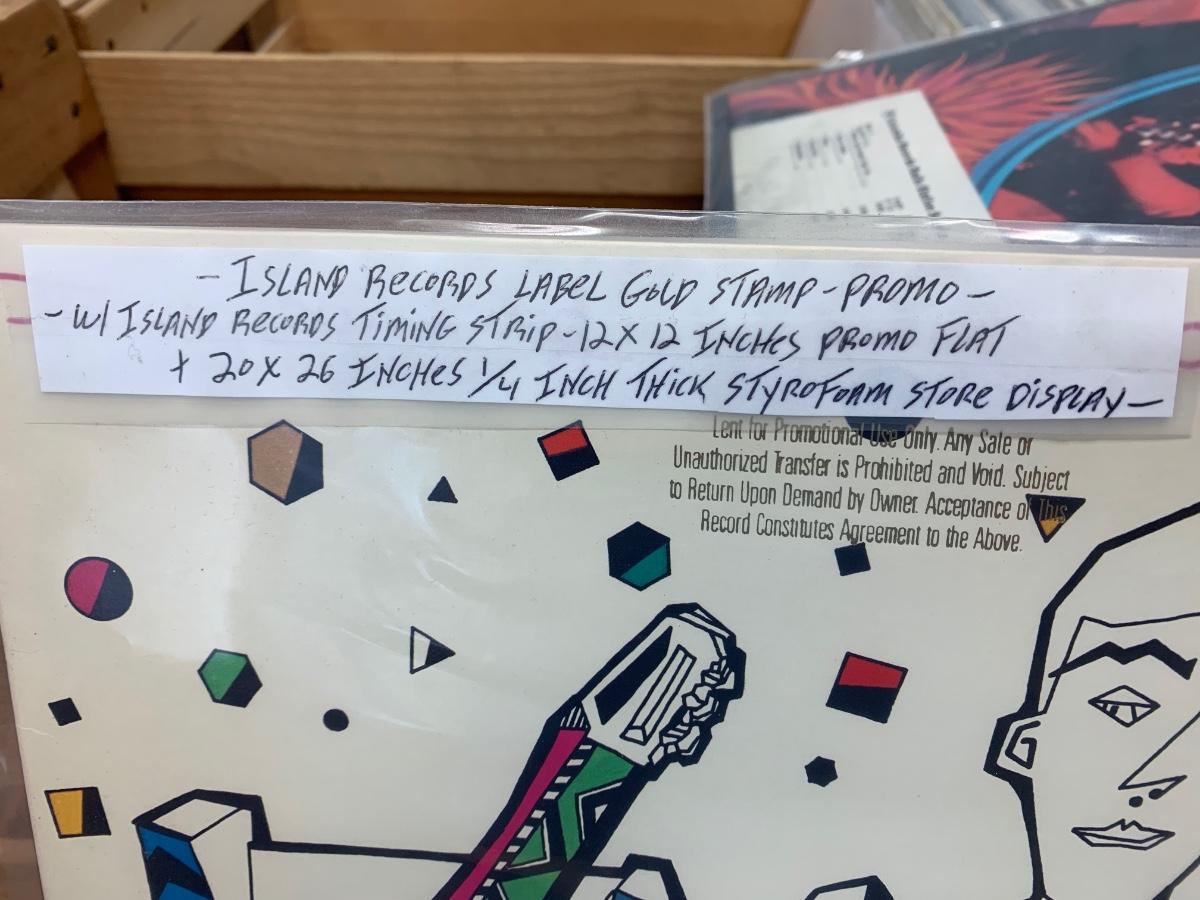 - ISLAND RECORDS LABEL GOLD STAMP - PROMO -
- W/ ISLAND RECORDS TIMING STRIP - 12 X 12 INCHES PROMO FLAT
+ 20 X 26 INCHES 1/4 INCH THICK STYROFOAM STORE DISPLAY -
Lent for Promotional Use Only. Any Sale or
Unauthorized Transfer is Prohibited and Void. Subject
to Return Upon Demand by Owner. Acceptance of This
Record Constitutes Agreement to the Above.